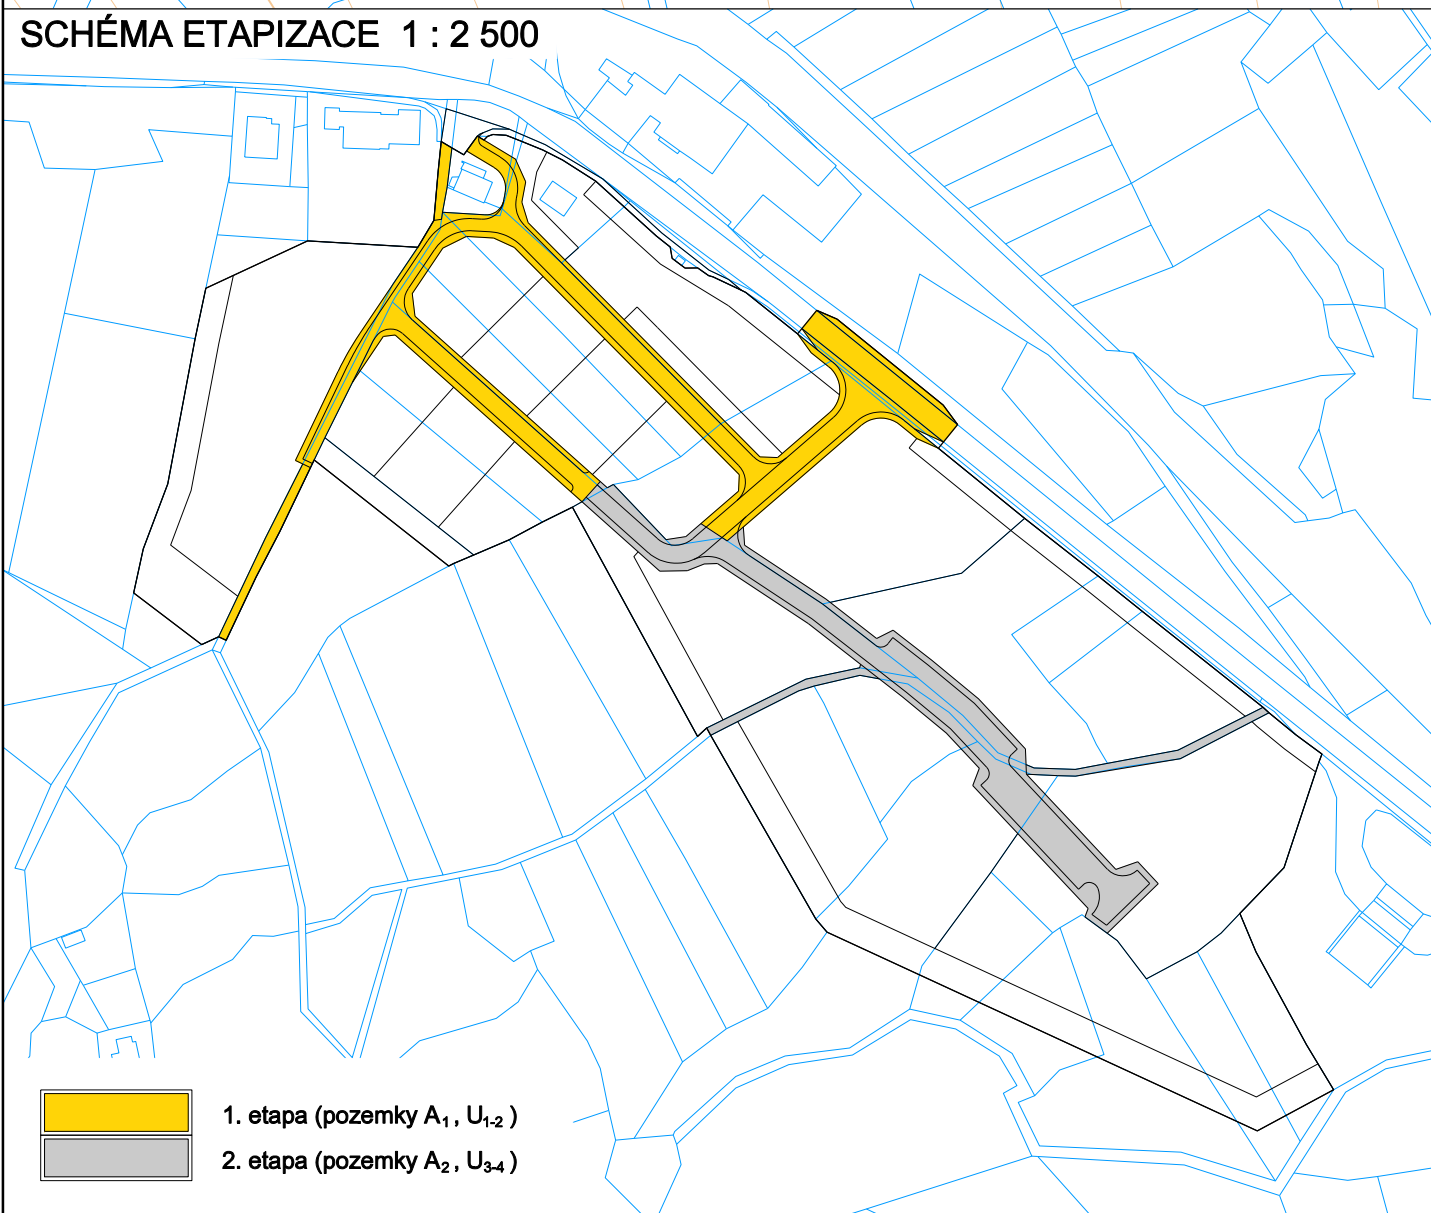 SCHÉMA ETAPIZACE 1 : 2 500
1. etapa (pozemky A₁, U₁₋₂ )
2. etapa (pozemky A₂, U₃₋₄ )